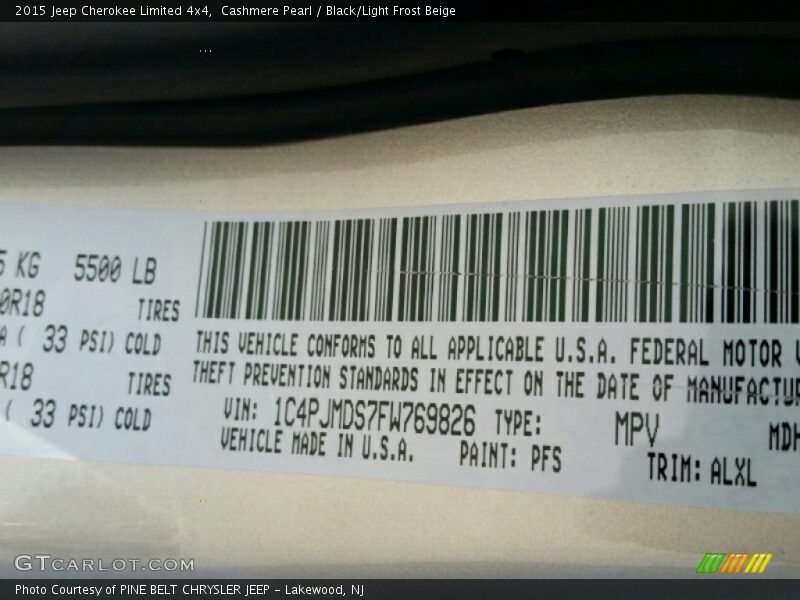 2015 Jeep Cherokee Limited 4x4, Cashmere Pearl / Black/Light Frost Beige
5 KG 5500 LB
0R18 TIRES
A ( 33 PSI) COLD
R18 TIRES
( 33 PSI) COLD
THIS VEHICLE CONFORMS TO ALL APPLICABLE U.S.A. FEDERAL MOTOR V
THEFT PREVENTION STANDARDS IN EFFECT ON THE DATE OF MANUFACTUR
VIN: 1C4PJMDS7FW769826 TYPE: MPV MDH
VEHICLE MADE IN U.S.A. PAINT: PFS TRIM: ALXL
GTCARLOT.COM
Photo Courtesy of PINE BELT CHRYSLER JEEP - Lakewood, NJ